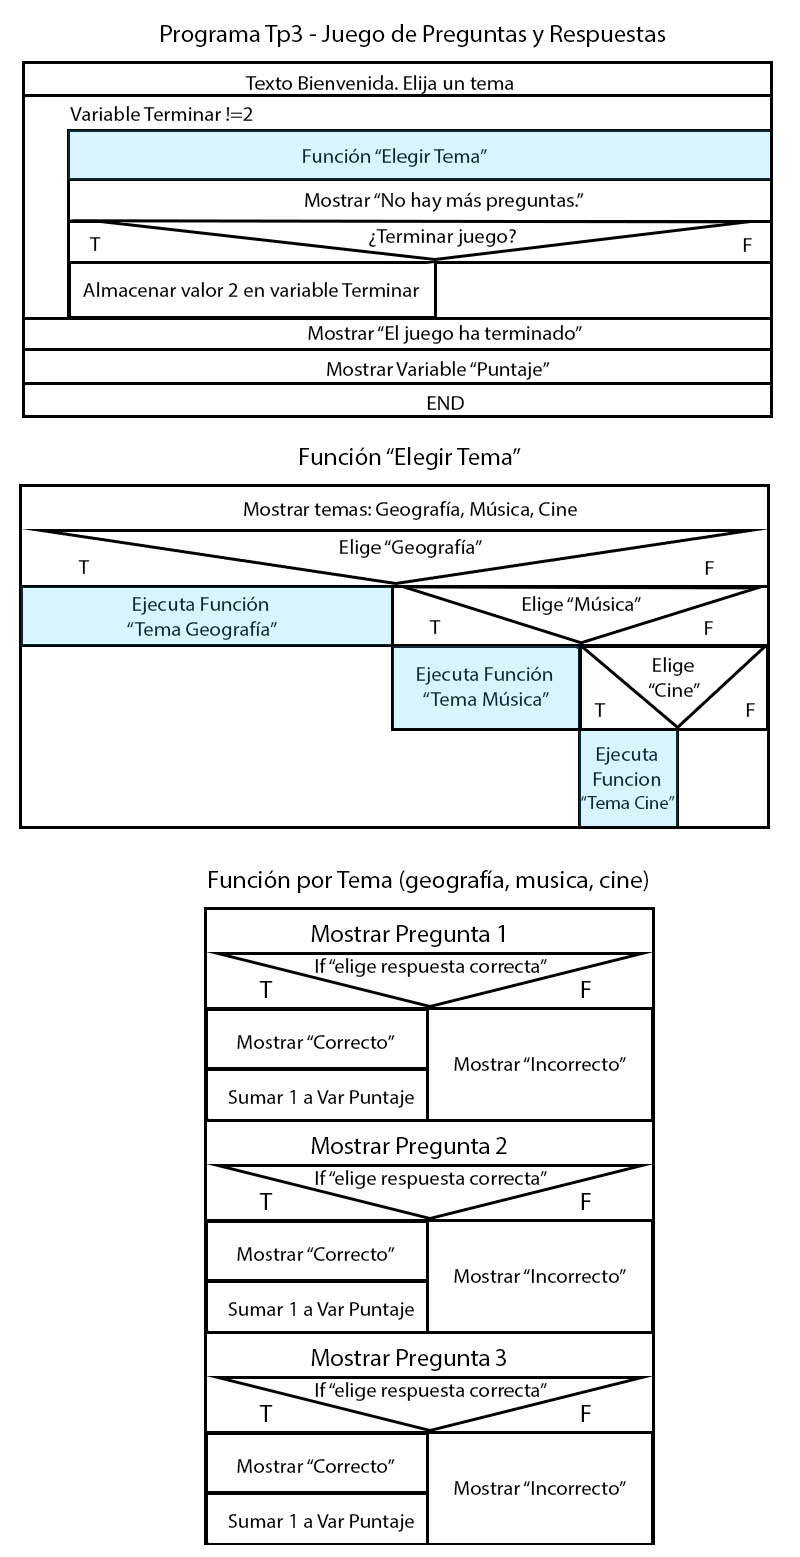 Programa Tp3 - Juego de Preguntas y Respuestas
Texto Bienvenida. Elija un tema
Variable Terminar !=2
Función “Elegir Tema”
Mostrar “No hay más preguntas.”
¿Terminar juego?
T
F
Almacenar valor 2 en variable Terminar
Mostrar “El juego ha terminado”
Mostrar Variable “Puntaje”
END
Función “Elegir Tema”
Mostrar temas: Geografía, Música, Cine
Elige “Geografía”
T
F
Ejecuta Función
“Tema Geografía”
Elige “Música”
T
F
Ejecuta Función
“Tema Música”
Elige
“Cine”
T
F
Ejecuta
Funcion
“Tema Cine”
Función por Tema (geografía, musica, cine)
Mostrar Pregunta 1
If “elige respuesta correcta”
T
F
Mostrar “Correcto”
Sumar 1 a Var Puntaje
Mostrar “Incorrecto”
Mostrar Pregunta 2
If “elige respuesta correcta”
T
F
Mostrar “Correcto”
Sumar 1 a Var Puntaje
Mostrar “Incorrecto”
Mostrar Pregunta 3
If “elige respuesta correcta”
T
F
Mostrar “Correcto”
Sumar 1 a Var Puntaje
Mostrar “Incorrecto”